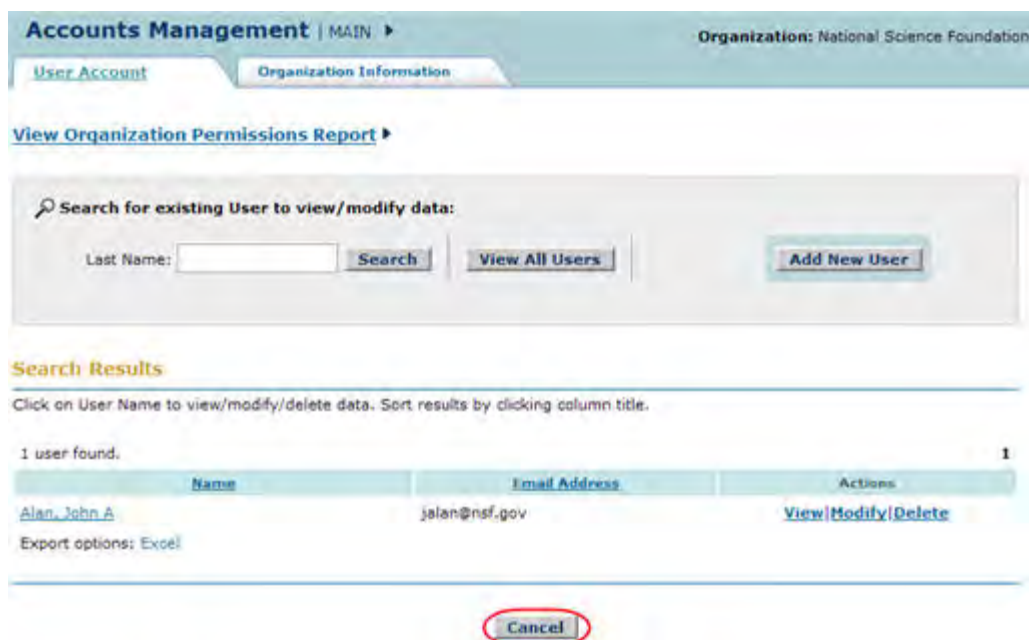 Accounts Management | MAIN
Organization: National Science Foundation
User Account
Organization Information
View Organization Permissions Report
Search for existing User to view/modify data:
Last Name: Search View All Users Add New User
Search Results
Click on User Name to view/modify/delete data. Sort results by clicking column title.
1 user found. 1
Name Email Address Actions
Alan, John A jalan@nsf.gov View|Modify|Delete
Export options: Excel
Cancel